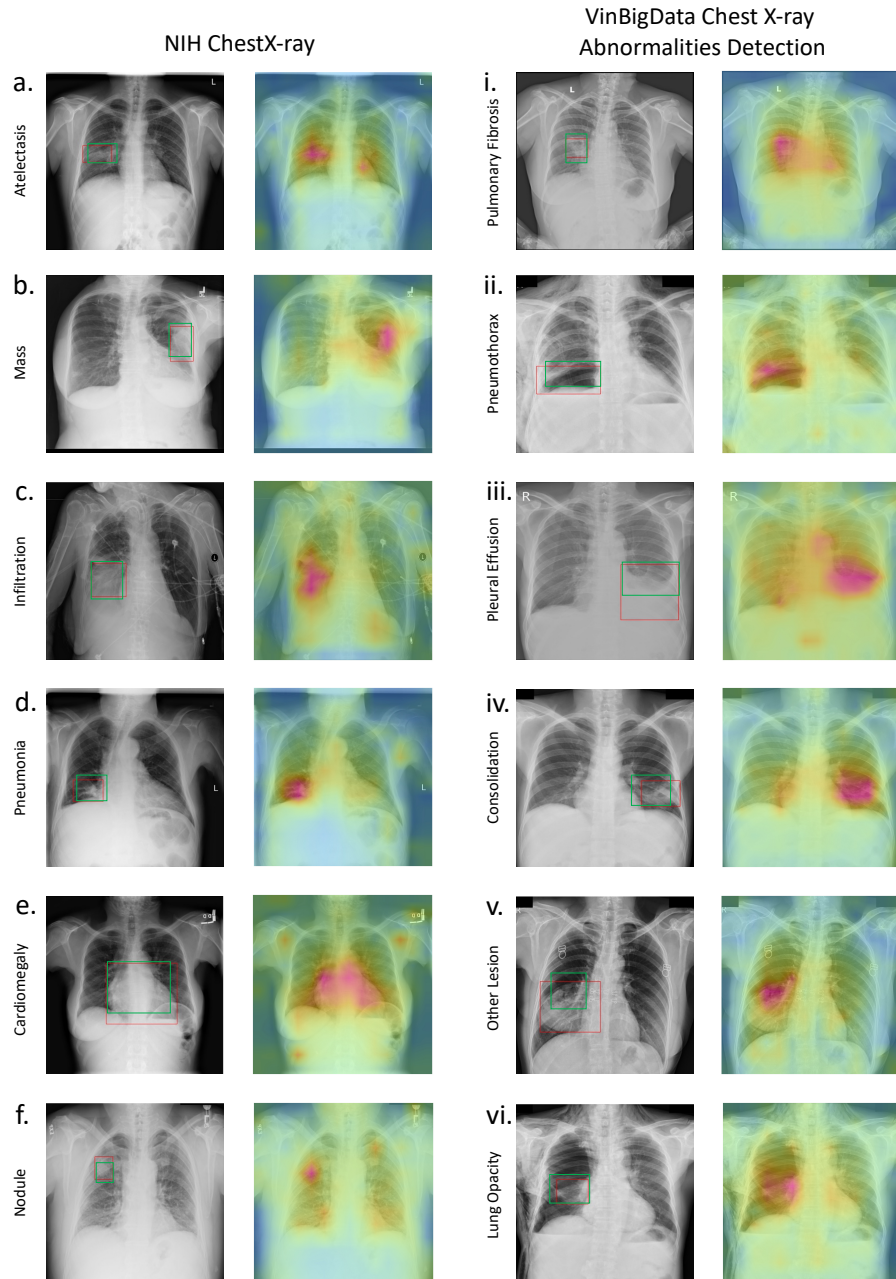 NIH ChestX-ray
VinBigData Chest X-ray
Abnormalities Detection
a.
Atelectasis
L
L
i.
Pulmonary Fibrosis
L
L
b.
Mass
L
L
ii.
Pneumothorax
c.
Infiltration
L
L
iii.
Pleural Effusion
R
R
d.
Pneumonia
L
L
iv.
Consolidation
e.
Cardiomegaly
v.
Other Lesion
R
R
f.
Nodule
vi.
Lung Opacity